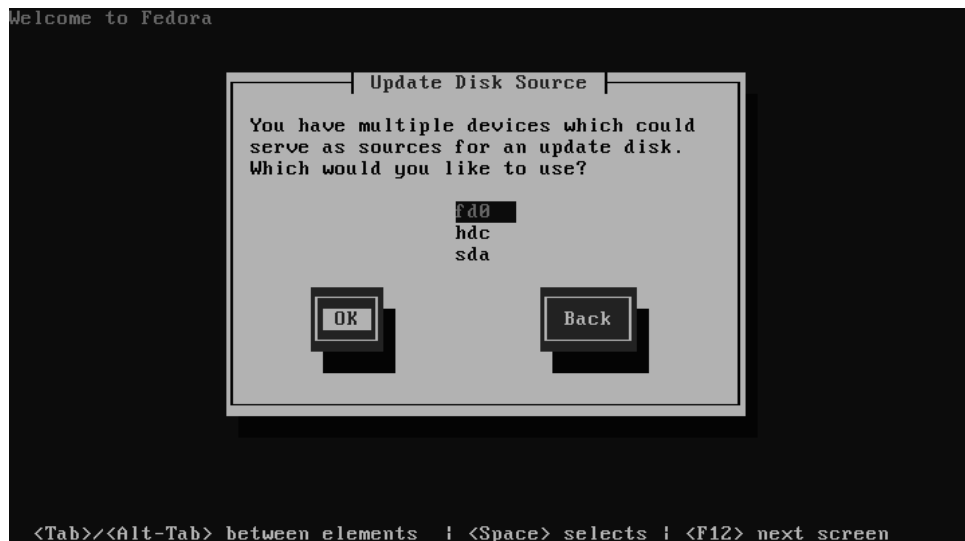 Welcome to Fedora
Update Disk Source
You have multiple devices which could
serve as sources for an update disk.
Which would you like to use?
fd0
hdc
sda
OK Back
<Tab>/<Alt-Tab> between elements | <Space> selects | <F12> next screen